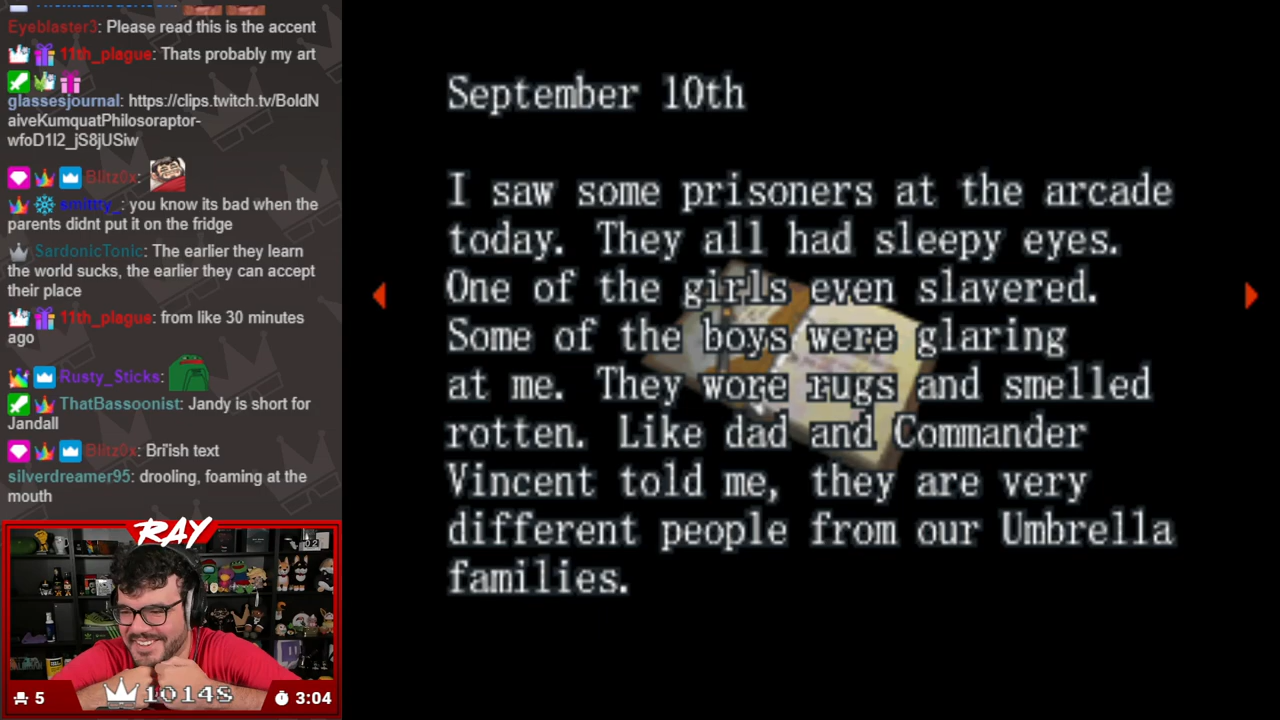 Eyeblaster3: Please read this is the accent
11th_plague: Thats probably my art
glassesjournal: https://clips.twitch.tv/BoldN
aiveKumquatPhilosoraptor-
wfoD1I2_jS8jUSiw
Blitz0x:
smittty_: you know its bad when the
parents didnt put it on the fridge
SardonicTonic: The earlier they learn
the world sucks, the earlier they can accept
their place
11th_plague: from like 30 minutes
ago
Rusty_Sticks:
ThatBassoonist: Jandy is short for
Jandall
Blitz0x: Bri'ish text
silverdreamer95: drooling, foaming at the
mouth
RAY
5
10145
3:04
September 10th
I saw some prisoners at the arcade
today. They all had sleepy eyes.
One of the girls even slavered.
Some of the boys were glaring
at me. They wore rugs and smelled
rotten. Like dad and Commander
Vincent told me, they are very
different people from our Umbrella
families.